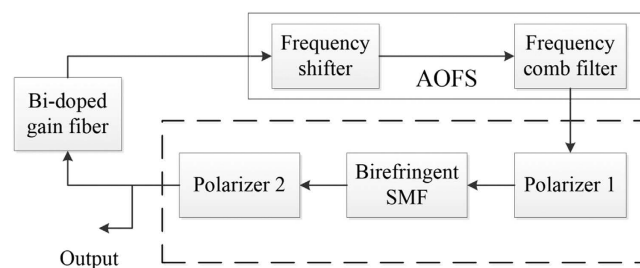 Frequency
shifter
Frequency
comb filter
AOFS
Bi-doped
gain fiber
Polarizer 2
Birefringent
SMF
Polarizer 1
Output